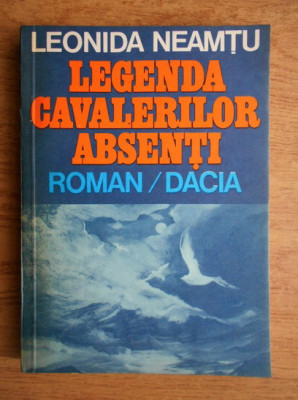 LEONIDA NEAMȚU
LEGENDA
CAVALERILOR
ABSENȚI
ROMAN / DACIA